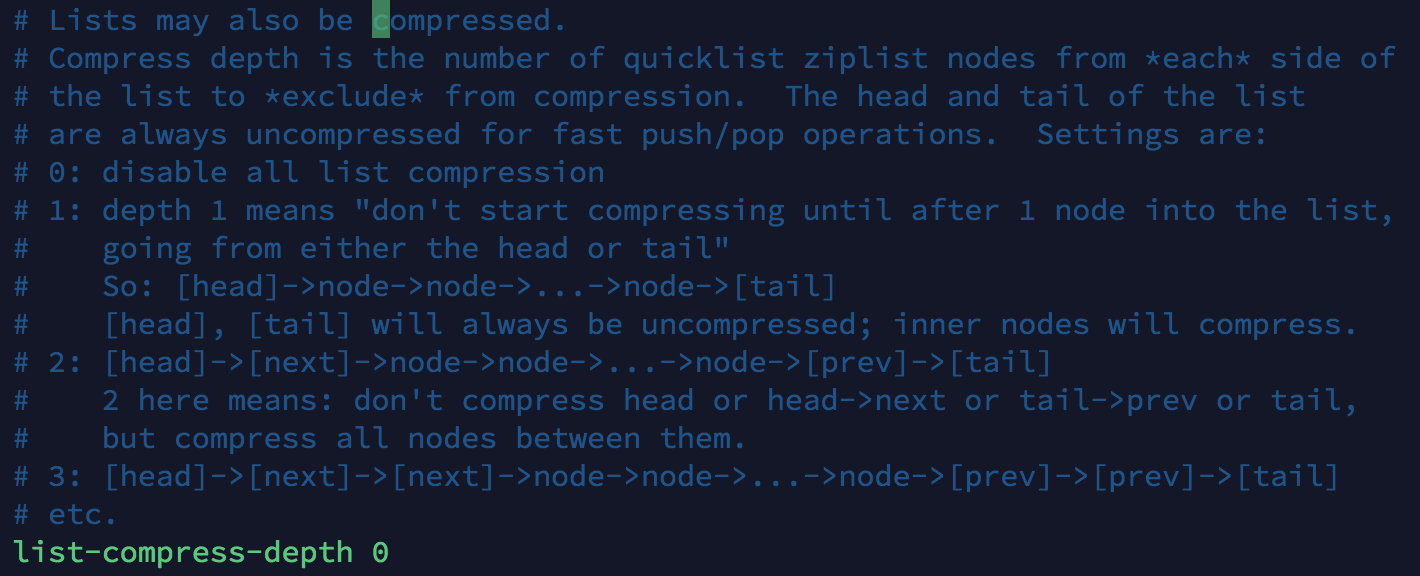 # Lists may also be compressed.
# Compress depth is the number of quicklist ziplist nodes from *each* side of
# the list to *exclude* from compression.  The head and tail of the list
# are always uncompressed for fast push/pop operations.  Settings are:
# 0: disable all list compression
# 1: depth 1 means "don't start compressing until after 1 node into the list,
#    going from either the head or tail"
#    So: [head]->node->node->...->node->[tail]
#    [head], [tail] will always be uncompressed; inner nodes will compress.
# 2: [head]->[next]->node->node->...->node->[prev]->[tail]
#    2 here means: don't compress head or head->next or tail->prev or tail,
#    but compress all nodes between them.
# 3: [head]->[next]->[next]->node->node->...->node->[prev]->[prev]->[tail]
# etc.
list-compress-depth 0